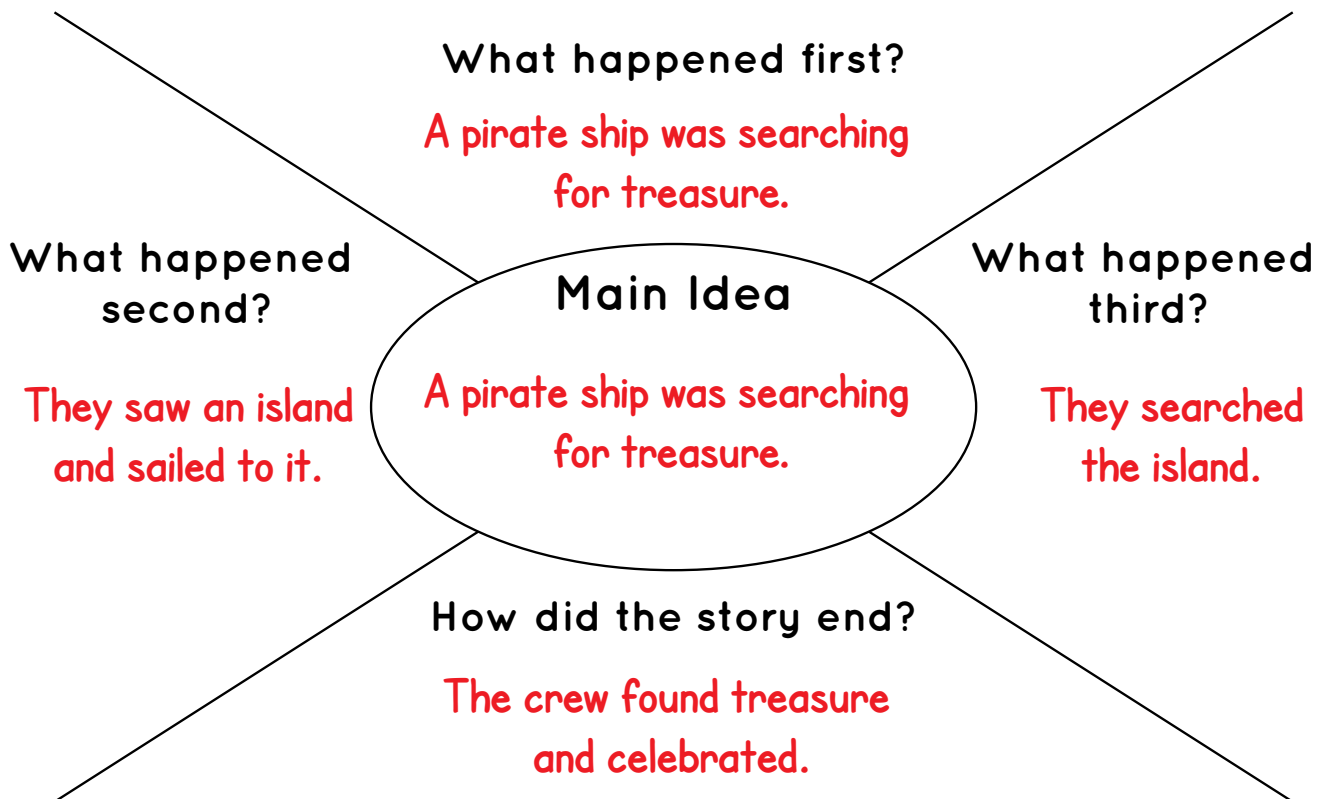 What happened first?
A pirate ship was searching
for treasure.
What happened
second?
They saw an island
and sailed to it.
Main Idea
A pirate ship was searching
for treasure.
What happened
third?
They searched
the island.
How did the story end?
The crew found treasure
and celebrated.